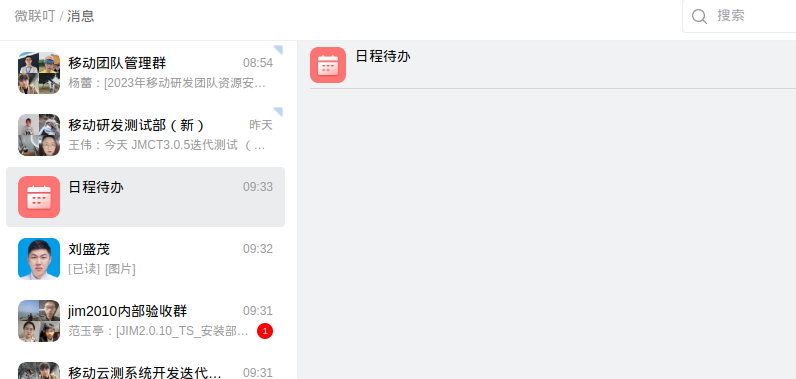 微联叮 / 消息
搜索
移动团队管理群 08:54
杨蕾：[2023年移动研发团队资源安...
移动研发测试部（新） 昨天
王伟：今天 JMCT3.0.5迭代测试 （...
日程待办 09:33
刘盛茂 09:32
[已读] [图片]
jim2010内部验收群 09:31
范玉亭：[JIM2.0.10_TS_安装部... 1
移动云测系统开发迭代... 09:31
日程待办